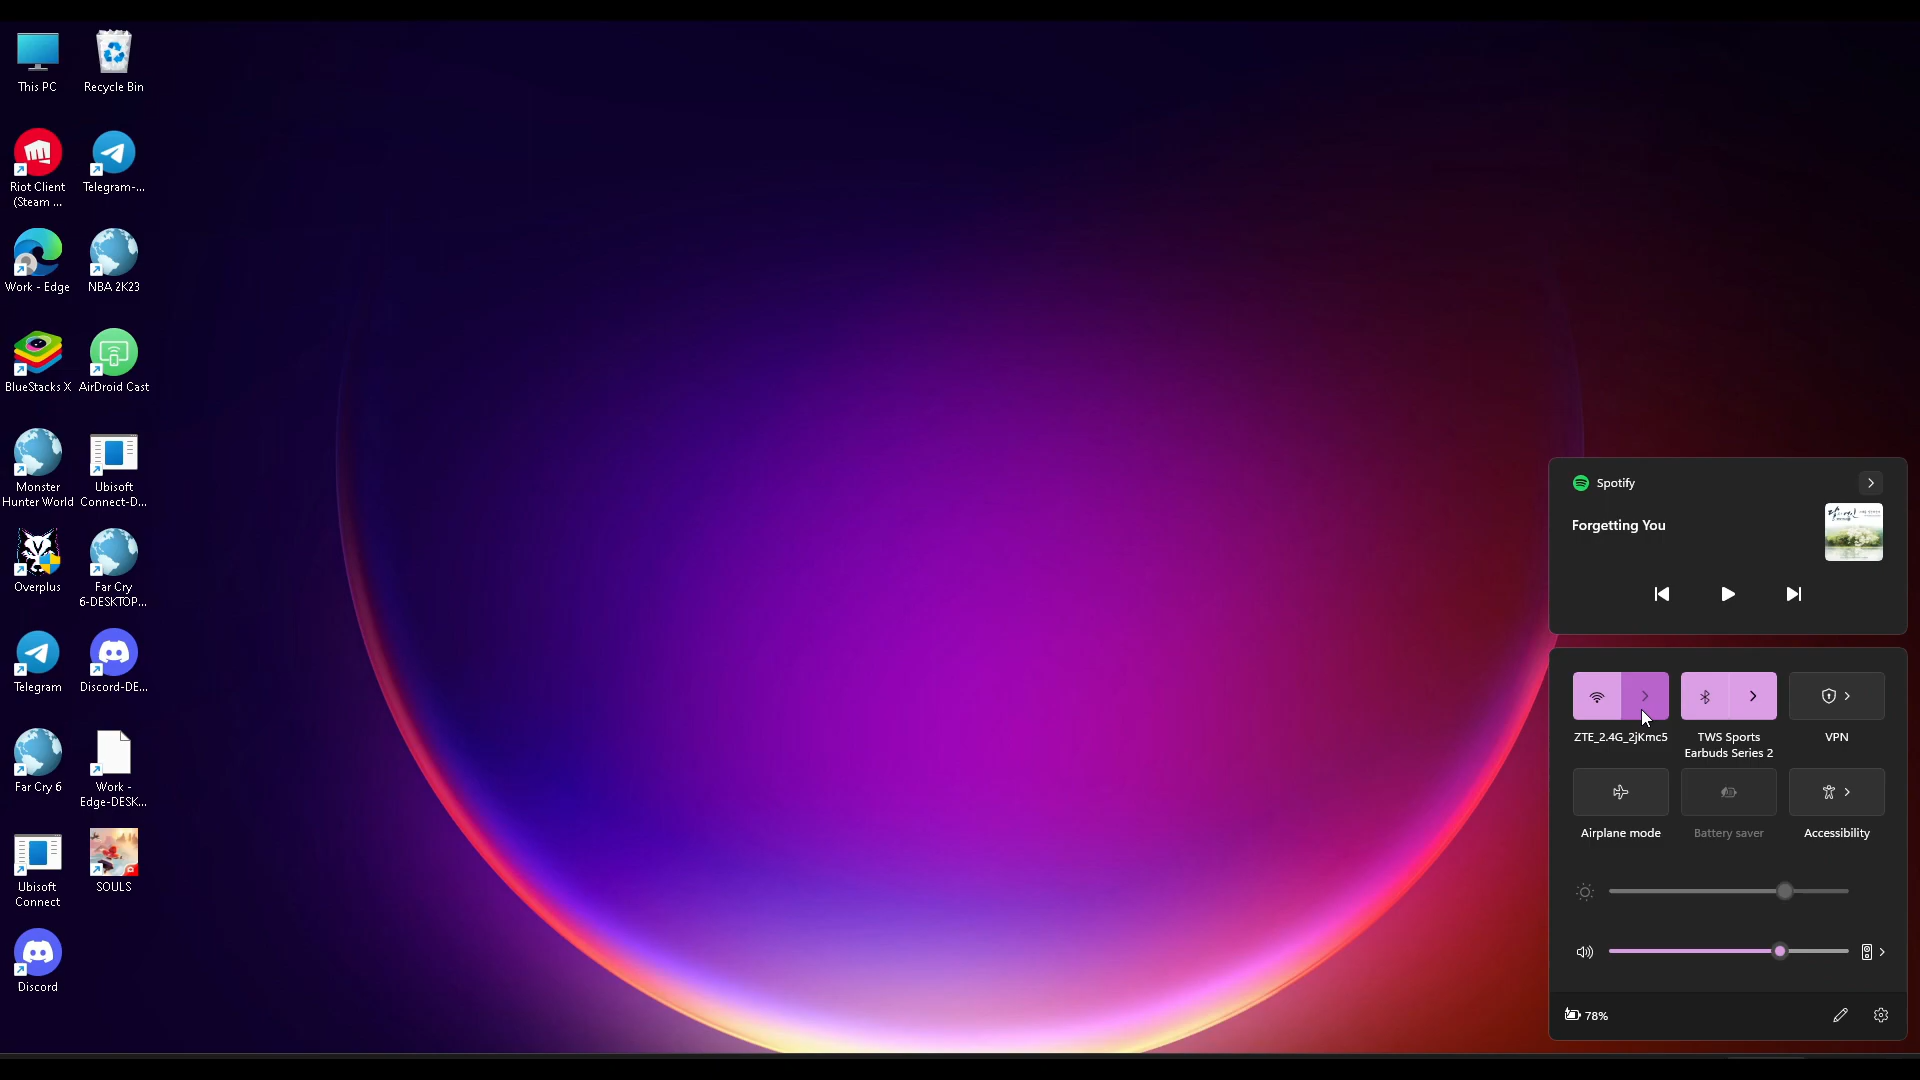 This PC
Recycle Bin
Riot Client
(Steam ...
Telegram-...
Work - Edge
NBA 2K23
BlueStacks X
AirDroid Cast
Monster
Hunter World
Ubisoft
Connect-D...
Overplus
Far Cry
6-DESKTOP...
Telegram
Discord-DE...
Far Cry 6
Work -
Edge-DESK...
Ubisoft
Connect
SOULS
Discord
Spotify
Forgetting You
ZTE_2.4G_2jKmc5
TWS Sports
Earbuds Series 2
VPN
Airplane mode
Battery saver
Accessibility
78%